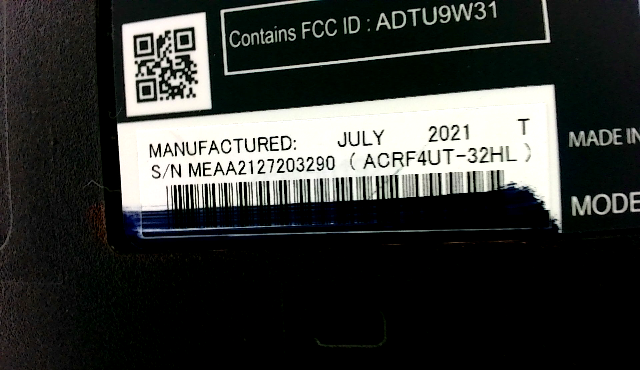 Contains FCC ID : ADTU9W31
MANUFACTURED: JULY 2021 T
S/N MEAA2127203290 ( ACRF4UT-32HL )
MADE IN
MODE